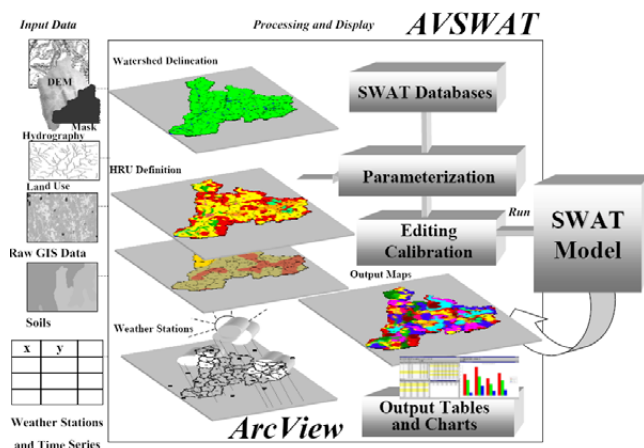 Input Data
Processing and Display
AVSWAT
Watershed Delineation
DEM
Mask
Hydrography
Land Use
Raw GIS Data
Soils
x y
Weather Stations
and Time Series
HRU Definition
Weather Stations
SWAT Databases
Parameterization
Editing
Calibration
Run
SWAT
Model
Output Maps
Output Tables
and Charts
ArcView